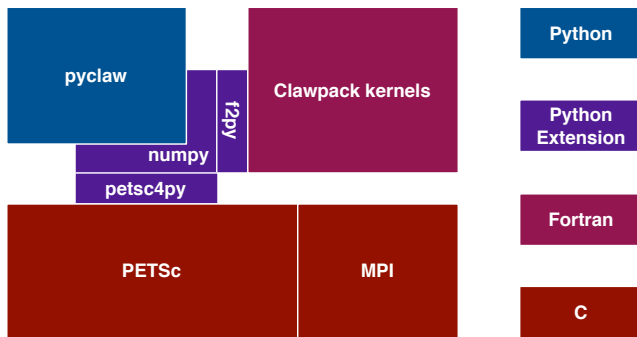 pyclaw
Clawpack kernels
f2py
numpy
petsc4py
PETSc
MPI
Python
Python
Extension
Fortran
C